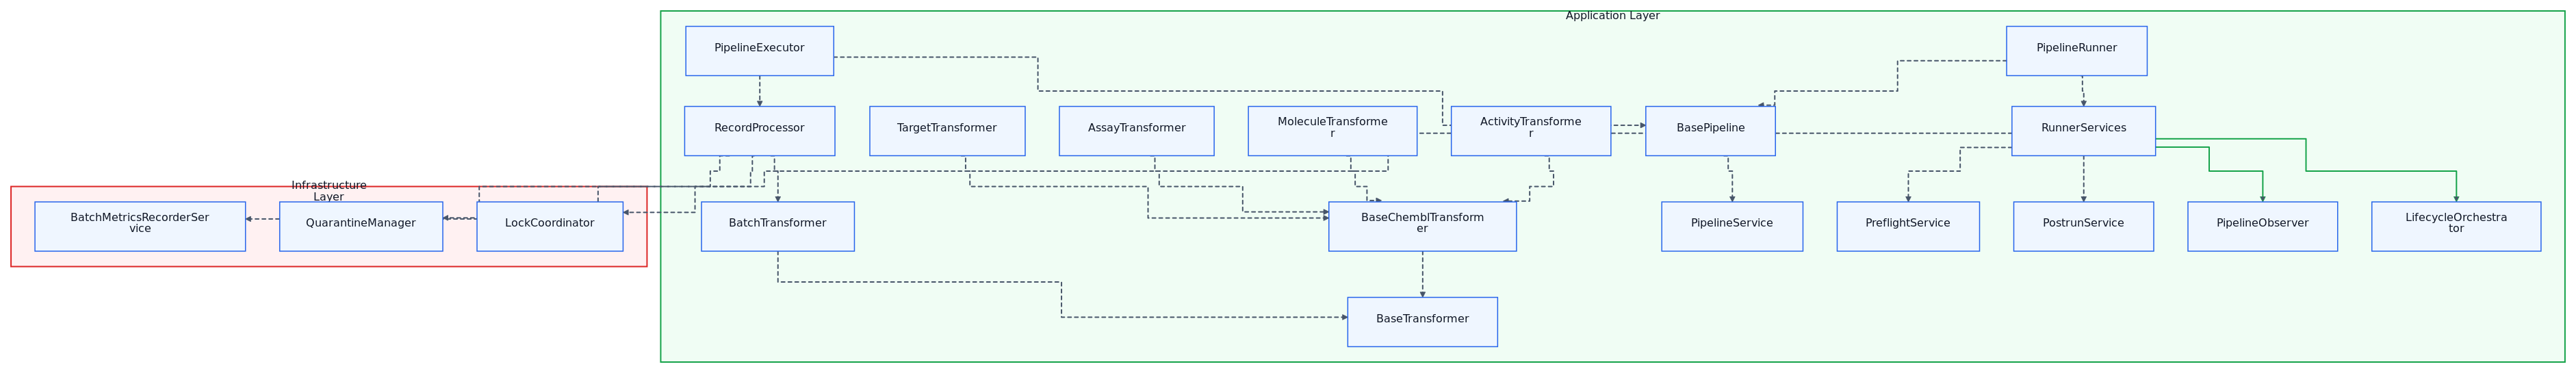 Application Layer
PipelineExecutor
PipelineRunner
RecordProcessor
TargetTransformer
AssayTransformer
MoleculeTransforme
r
ActivityTransforme
r
BasePipeline
RunnerServices
Infrastructure
Layer
BatchMetricsRecorderSer
vice
QuarantineManager
LockCoordinator
BatchTransformer
BaseChemblTransform
er
PipelineService
PreflightService
PostrunService
PipelineObserver
LifecycleOrchestra
tor
BaseTransformer